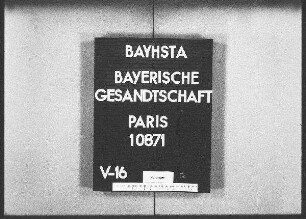 BAYHSTA
BAYERISCHE
GESANDTSCHAFT
PARIS
10871
V-16